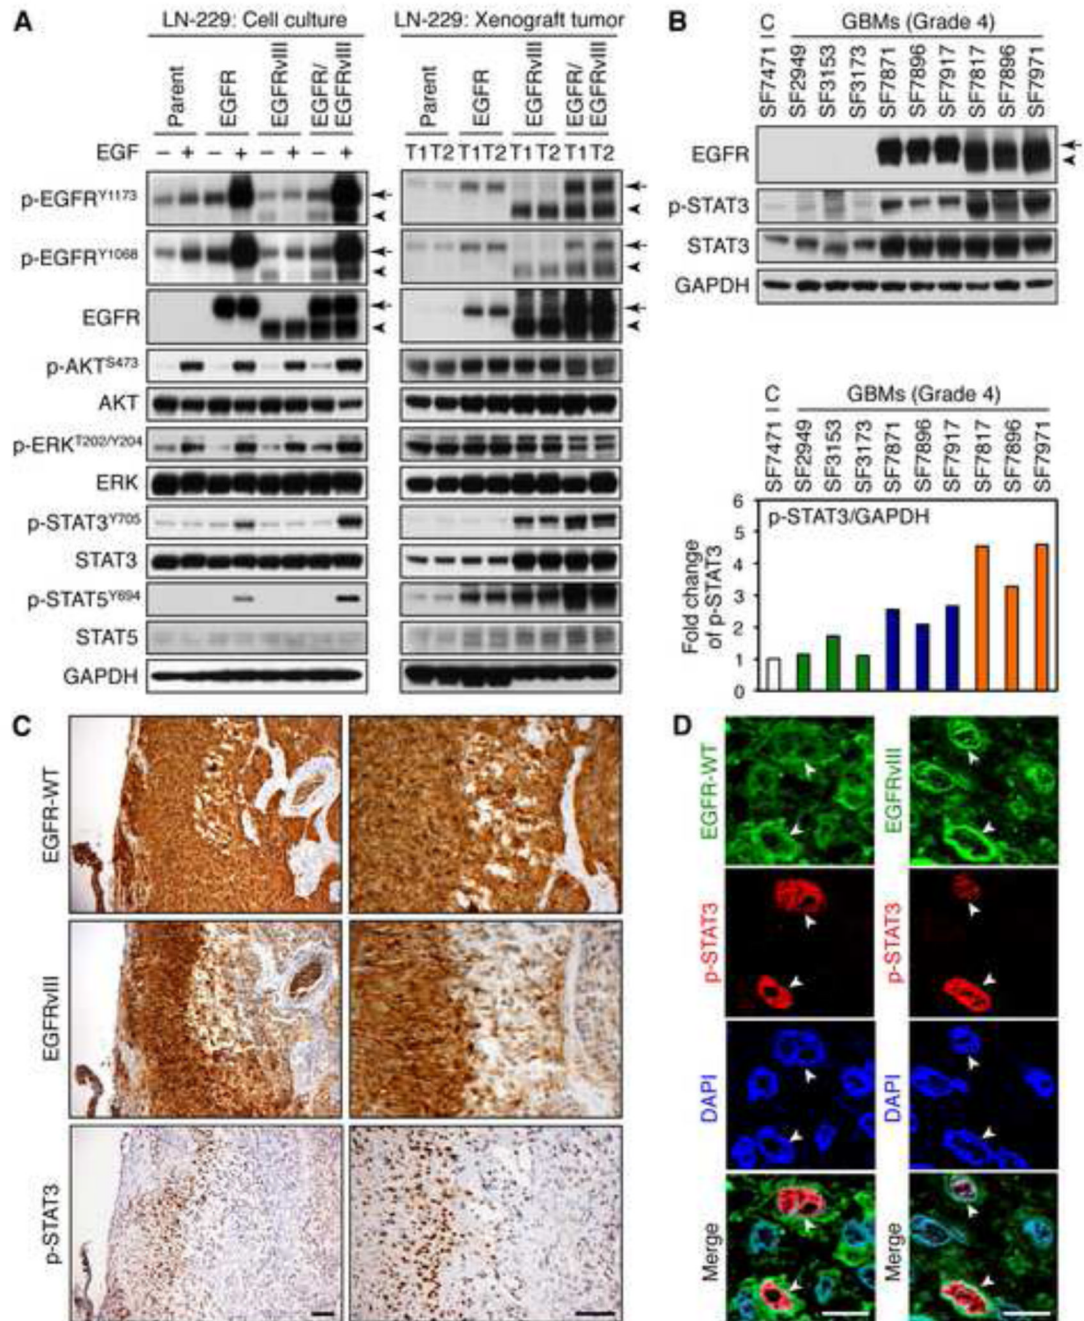 A
LN-229: Cell culture
LN-229: Xenograft tumor
Parent
EGFR
EGFRvIII
EGFR/
EGFRvIII
Parent
EGFR
EGFRvIII
EGFR/
EGFRvIII
EGF − + − + − + − +
T1 T2 T1 T2 T1 T2 T1 T2
p-EGFRY1173
p-EGFRY1068
EGFR
p-AKTS473
AKT
p-ERKT202/Y204
ERK
p-STAT3Y705
STAT3
p-STAT5Y694
STAT5
GAPDH
B
C
GBMs (Grade 4)
SF7471
SF2949
SF3153
SF3173
SF7871
SF7896
SF7917
SF7817
SF7896
SF7971
EGFR
p-STAT3
STAT3
GAPDH
C
GBMs (Grade 4)
SF7471
SF2949
SF3153
SF3173
SF7871
SF7896
SF7917
SF7817
SF7896
SF7971
p-STAT3/GAPDH
Fold change
of p-STAT3
6
5
4
3
2
1
0
C
EGFR-WT
EGFRvIII
p-STAT3
D
EGFR-WT
EGFRvIII
p-STAT3
p-STAT3
DAPI
DAPI
Merge
Merge